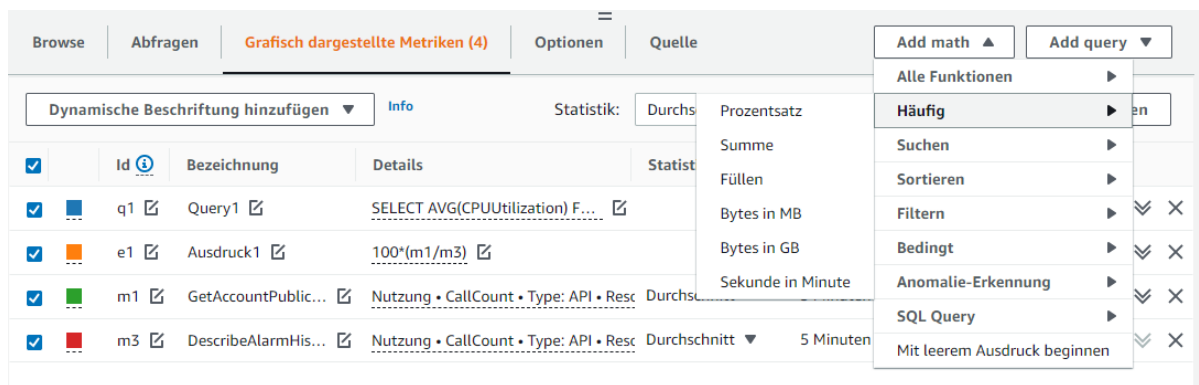 Browse Abfragen Grafisch dargestellte Metriken (4) Optionen Quelle Add math Add query
Alle Funktionen
Dynamische Beschriftung hinzufügen Info Statistik: Durchs Prozentsatz Häufig en
Summe Suchen
Id Bezeichnung Details Statist
Füllen Sortieren
q1 Query1 SELECT AVG(CPUUtilization) F... Bytes in MB Filtern
e1 Ausdruck1 100*(m1/m3) Bytes in GB Bedingt
Sekunde in Minute Anomalie-Erkennung
m1 GetAccountPublic... Nutzung • CallCount • Type: API • Resc
SQL Query
m3 DescribeAlarmHis... Nutzung • CallCount • Type: API • Resc Durchschnitt 5 Minuten
Mit leerem Ausdruck beginnen